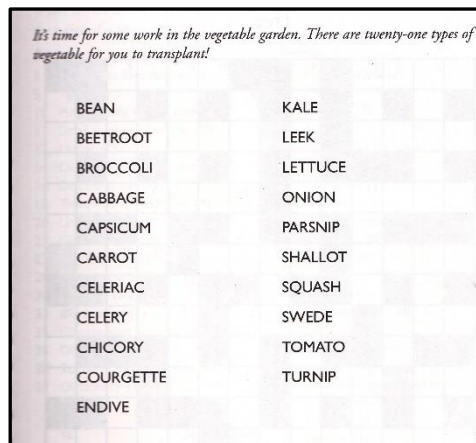 It's time for some work in the vegetable garden. There are twenty-one types of
vegetable for you to transplant!
BEAN
BEETROOT
BROCCOLI
CABBAGE
CAPSICUM
CARROT
CELERIAC
CELERY
CHICORY
COURGETTE
ENDIVE
KALE
LEEK
LETTUCE
ONION
PARSNIP
SHALLOT
SQUASH
SWEDE
TOMATO
TURNIP